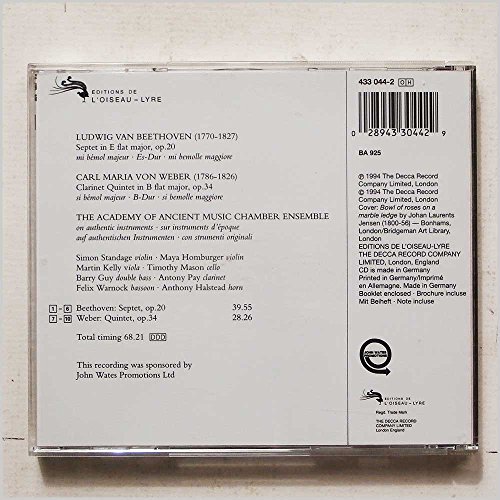 EDITIONS DE
L'OISEAU-LYRE
LUDWIG VAN BEETHOVEN (1770-1827)
Septet in E flat major, op.20
mi bémol majeur · Es-Dur · mi bemolle maggiore
CARL MARIA VON WEBER (1786-1826)
Clarinet Quintet in B flat major, op.34
si bémol majeur · B-Dur · si bemolle maggiore
THE ACADEMY OF ANCIENT MUSIC CHAMBER ENSEMBLE
on authentic instruments · sur instruments d'époque
auf authentischen Instrumenten · con strumenti originali
Simon Standage violin · Maya Homburger violin
Martin Kelly viola · Timothy Mason cello
Barry Guy double bass · Antony Pay clarinet
Felix Warnock bassoon · Anthony Halstead horn
1 - 6 Beethoven: Septet, op.20 39.55
7 - 10 Weber: Quintet, op.34 28.26
Total timing 68.21 DDD
This recording was sponsored by
John Wates Promotions Ltd
433 044-2 OH
0 28943 30442 9
BA 925
℗ 1994 The Decca Record
Company Limited, London
© 1994 The Decca Record
Company Limited, London
Cover: Bowl of roses on a
marble ledge by Johan Laurents
Jensen (1800-56) — Bonhams,
London/Bridgeman Art Library,
London
EDITIONS DE L'OISEAU-LYRE
THE DECCA RECORD COMPANY
LIMITED, LONDON, England
CD is made in Germany
Printed in Germany/Imprimé
en Allemagne. Made in Germany
Booklet enclosed · Brochure incluse
Mit Beiheft · Note incluse
JOHN WATES
PROMOTIONS
EDITIONS DE
L'OISEAU-LYRE
Regd. Trade Mark
THE DECCA RECORD
COMPANY LIMITED
London England